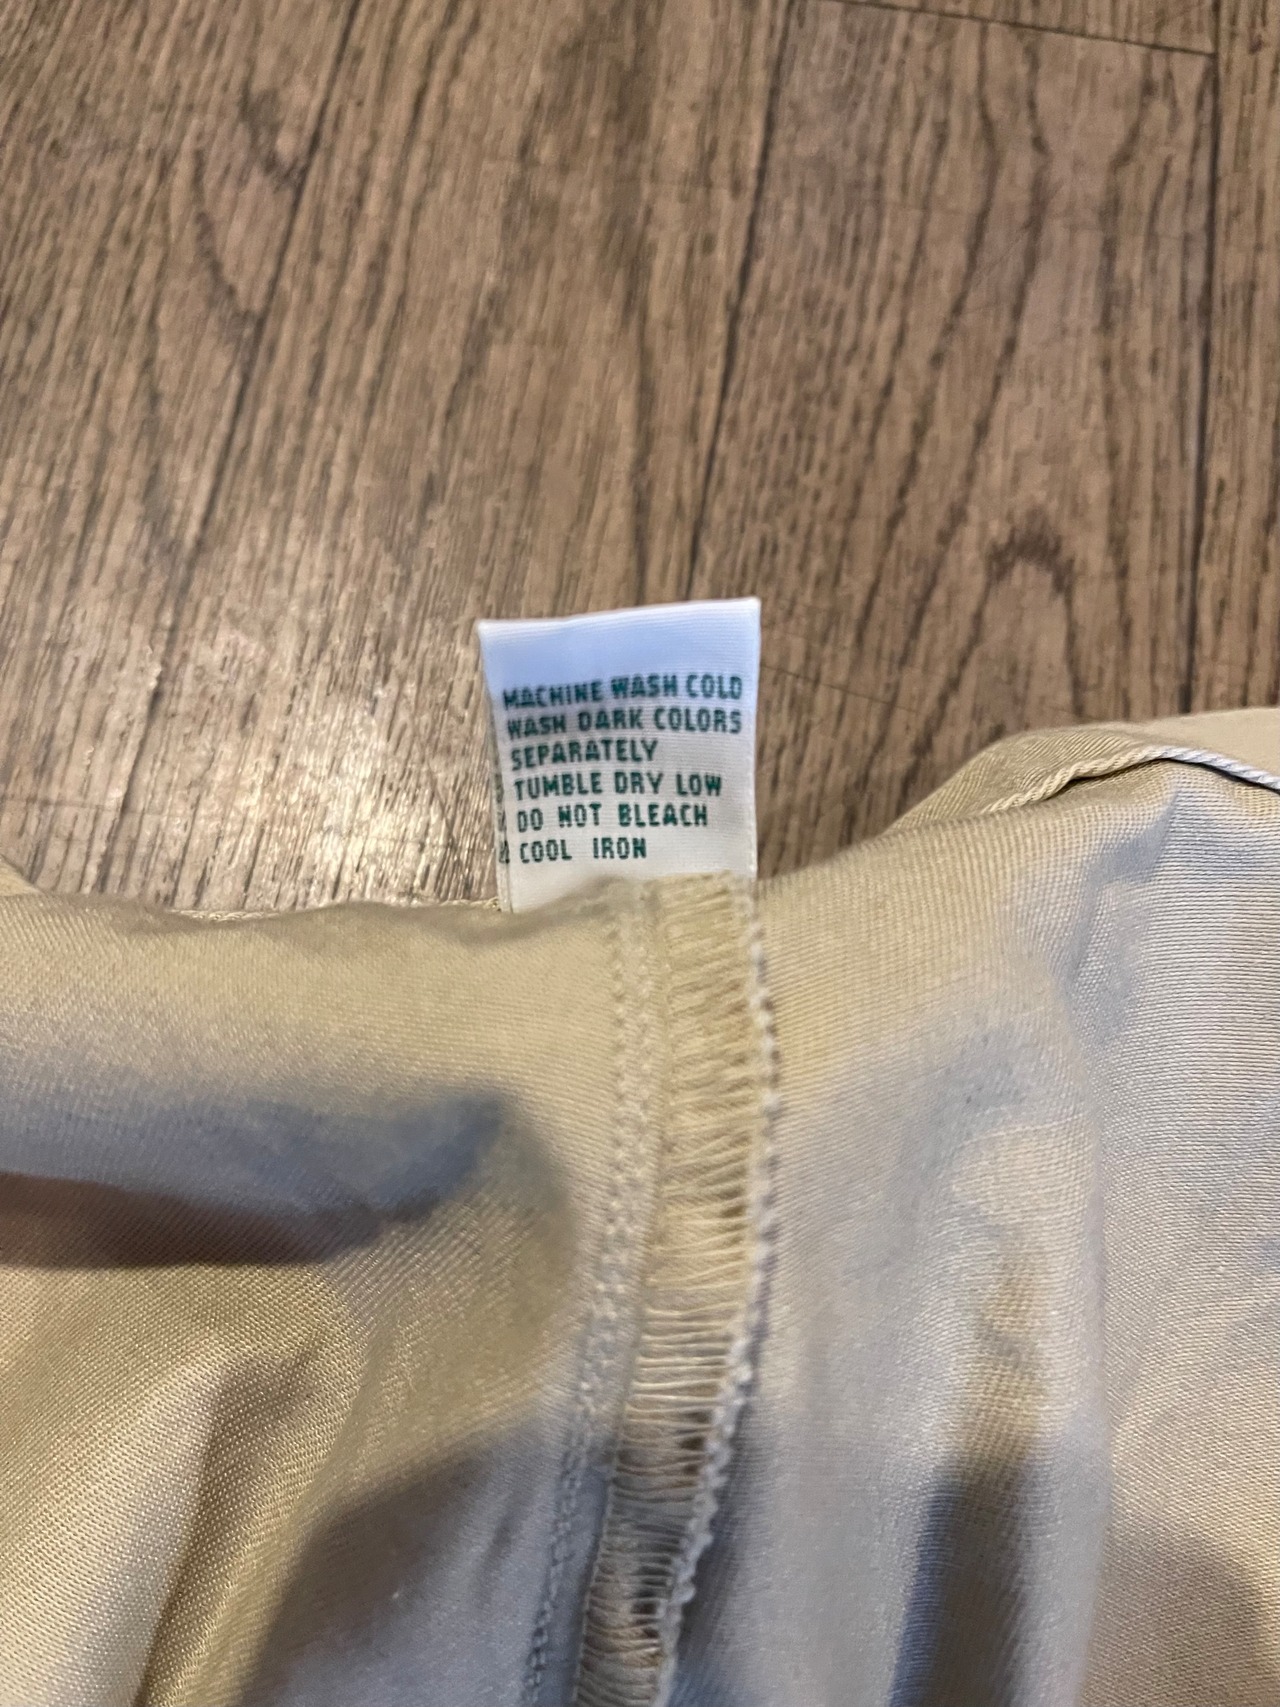 MACHINE WASH COLD
WASH DARK COLORS
SEPARATELY
TUMBLE DRY LOW
DO NOT BLEACH
COOL IRON